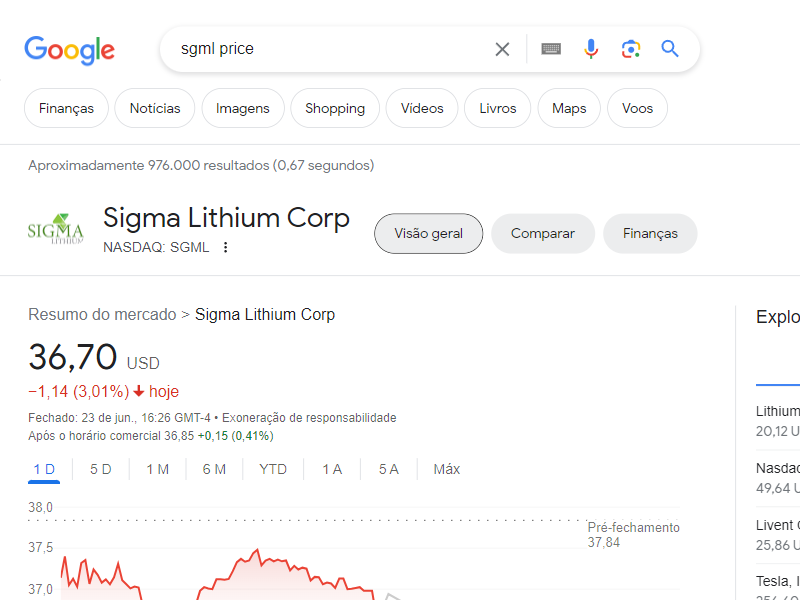 Google
sgml price
Finanças Notícias Imagens Shopping Vídeos Livros Maps Voos
Aproximadamente 976.000 resultados (0,67 segundos)
SIGMA
LITHIUM
Sigma Lithium Corp
NASDAQ: SGML
Visão geral Comparar Finanças
Resumo do mercado > Sigma Lithium Corp
36,70 USD
−1,14 (3,01%) hoje
Fechado: 23 de jun., 16:26 GMT-4 • Exoneração de responsabilidade
Após o horário comercial 36,85 +0,15 (0,41%)
1 D 5 D 1 M 6 M YTD 1 A 5 A Máx
38,0
37,5
37,0
Pré-fechamento
37,84
Explo
Lithium
20,12 U
Nasdaq
49,64 U
Livent
25,86 U
Tesla, I